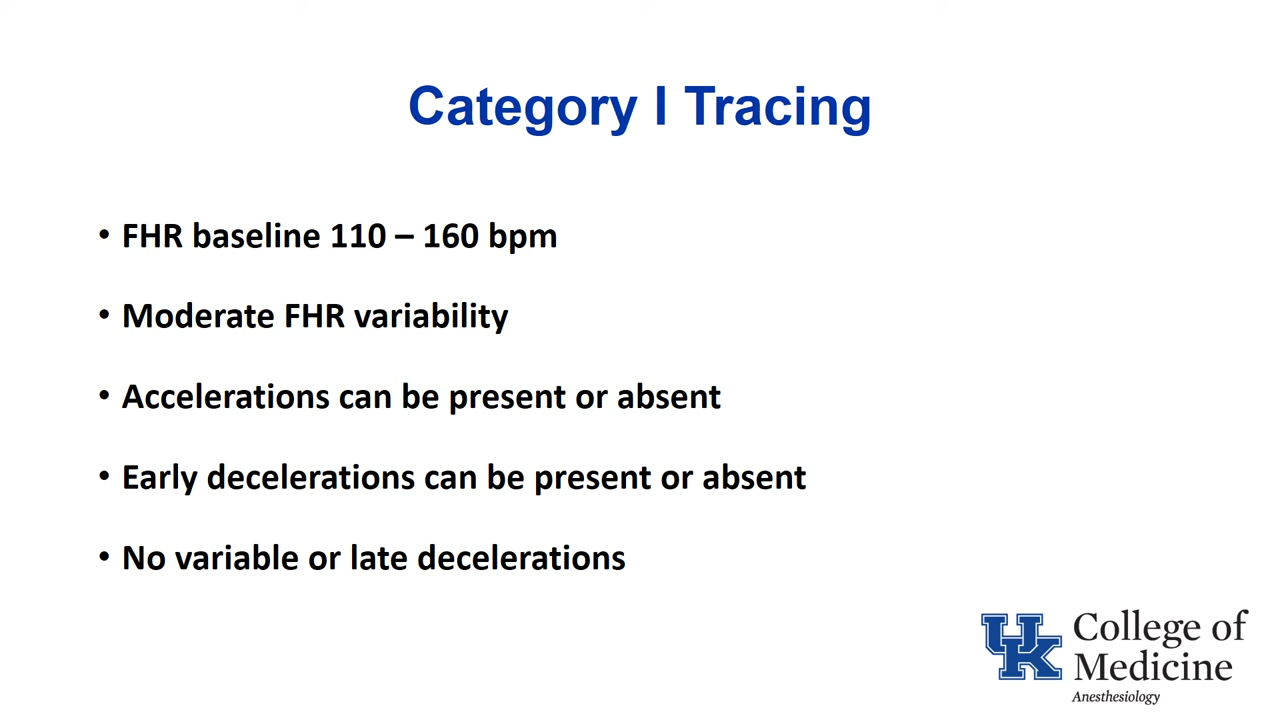 Category I Tracing
• FHR baseline 110 – 160 bpm
• Moderate FHR variability
• Accelerations can be present or absent
• Early decelerations can be present or absent
• No variable or late decelerations
UK College of
Medicine
Anesthesiology